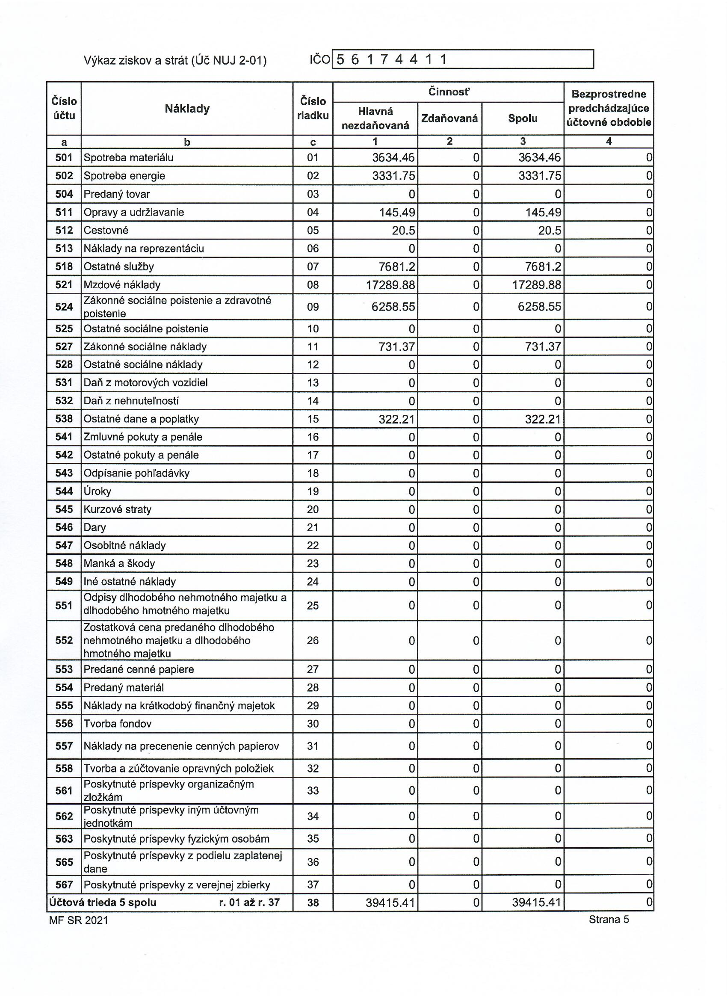 Výkaz ziskov a strát (Úč NUJ 2-01) IČO 5 6 1 7 4 4 1 1
Číslo účtu Náklady Číslo riadku Činnosť Bezprostredne predchádzajúce účtovné obdobie
Hlavná nezdaňovaná Zdaňovaná Spolu
a b c 1 2 3 4
501 Spotreba materiálu 01 3634.46 0 3634.46 0
502 Spotreba energie 02 3331.75 0 3331.75 0
504 Predaný tovar 03 0 0 0 0
511 Opravy a udržiavanie 04 145.49 0 145.49 0
512 Cestovné 05 20.5 0 20.5 0
513 Náklady na reprezentáciu 06 0 0 0 0
518 Ostatné služby 07 7681.2 0 7681.2 0
521 Mzdové náklady 08 17289.88 0 17289.88 0
524 Zákonné sociálne poistenie a zdravotné poistenie 09 6258.55 0 6258.55 0
525 Ostatné sociálne poistenie 10 0 0 0 0
527 Zákonné sociálne náklady 11 731.37 0 731.37 0
528 Ostatné sociálne náklady 12 0 0 0 0
531 Daň z motorových vozidiel 13 0 0 0 0
532 Daň z nehnuteľností 14 0 0 0 0
538 Ostatné dane a poplatky 15 322.21 0 322.21 0
541 Zmluvné pokuty a penále 16 0 0 0 0
542 Ostatné pokuty a penále 17 0 0 0 0
543 Odpísanie pohľadávky 18 0 0 0 0
544 Úroky 19 0 0 0 0
545 Kurzové straty 20 0 0 0 0
546 Dary 21 0 0 0 0
547 Osobitné náklady 22 0 0 0 0
548 Manká a škody 23 0 0 0 0
549 Iné ostatné náklady 24 0 0 0 0
551 Odpisy dlhodobého nehmotného majetku a dlhodobého hmotného majetku 25 0 0 0 0
552 Zostatková cena predaného dlhodobého nehmotného majetku a dlhodobého hmotného majetku 26 0 0 0 0
553 Predané cenné papiere 27 0 0 0 0
554 Predaný materiál 28 0 0 0 0
555 Náklady na krátkodobý finančný majetok 29 0 0 0 0
556 Tvorba fondov 30 0 0 0 0
557 Náklady na precenenie cenných papierov 31 0 0 0 0
558 Tvorba a zúčtovanie opravných položiek 32 0 0 0 0
561 Poskytnuté príspevky organizačným zložkám 33 0 0 0 0
562 Poskytnuté príspevky iným účtovným jednotkám 34 0 0 0 0
563 Poskytnuté príspevky fyzickým osobám 35 0 0 0 0
565 Poskytnuté príspevky z podielu zaplatenej dane 36 0 0 0 0
567 Poskytnuté príspevky z verejnej zbierky 37 0 0 0 0
Účtová trieda 5 spolu r. 01 až r. 37 38 39415.41 0 39415.41 0
MF SR 2021 Strana 5